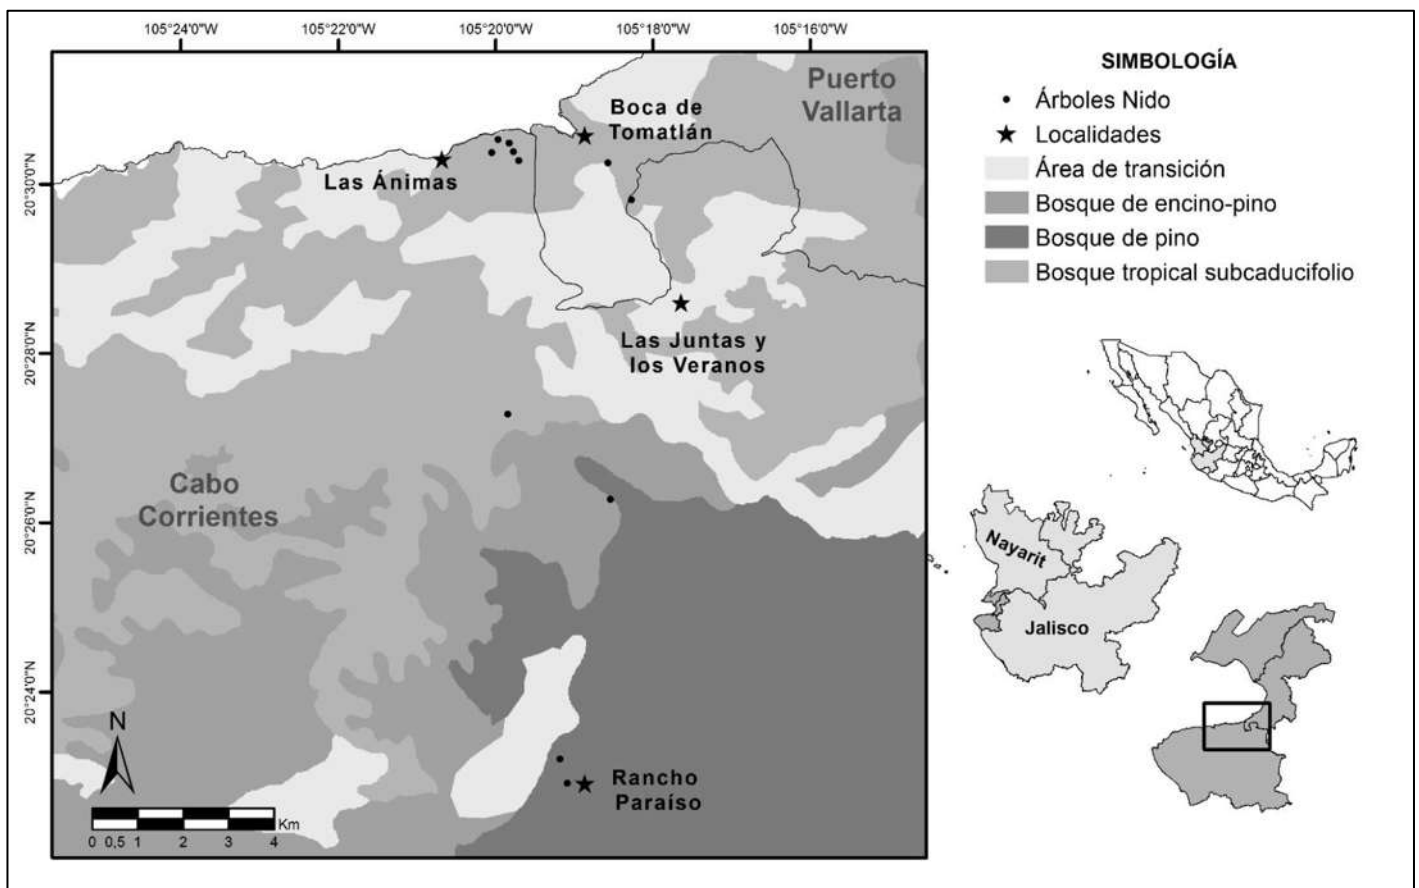 105°24'0"W
105°22'0"W
105°20'0"W
105°18'0"W
105°16'0"W
20°30'0"N
20°28'0"N
20°26'0"N
20°24'0"N
Puerto
Vallarta
Boca de
Tomatlán
Las Ánimas
Las Juntas y
los Veranos
Cabo
Corrientes
Rancho
Paraíso
N
Km
0 0,5 1 2 3 4
SIMBOLOGÍA
Árboles Nido
Localidades
Área de transición
Bosque de encino-pino
Bosque de pino
Bosque tropical subcaducifolio
Nayarit
Jalisco